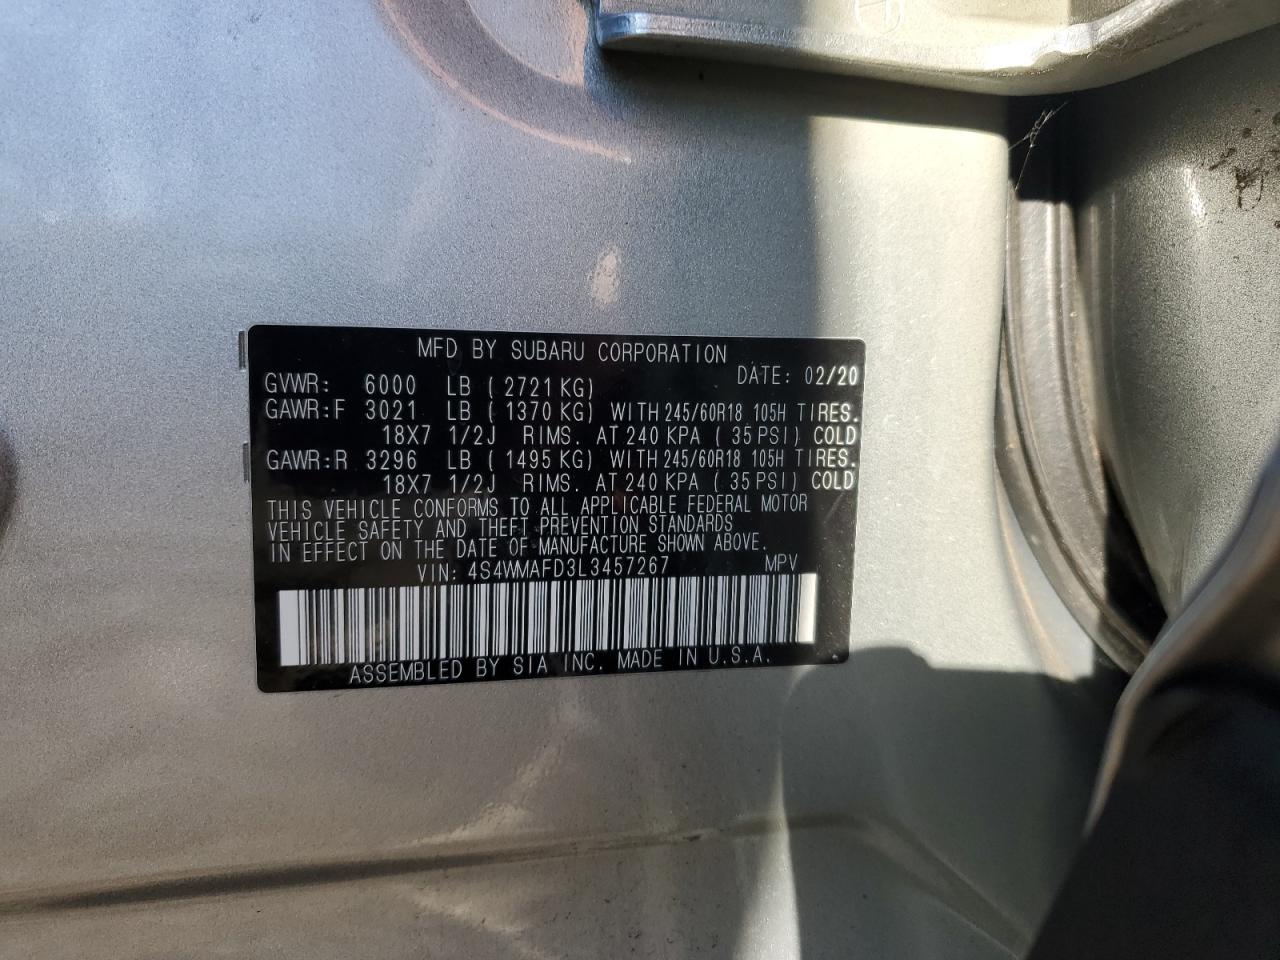 MFD BY SUBARU CORPORATION
GVWR: 6000 LB ( 2721 KG) DATE: 02/20
GAWR:F 3021 LB ( 1370 KG) WITH 245/60R18 105H TIRES.
18X7 1/2J RIMS. AT 240 KPA ( 35 PSI) COLD
GAWR:R 3296 LB ( 1495 KG) WITH 245/60R18 105H TIRES.
18X7 1/2J RIMS. AT 240 KPA ( 35 PSI) COLD
THIS VEHICLE CONFORMS TO ALL APPLICABLE FEDERAL MOTOR
VEHICLE SAFETY AND THEFT PREVENTION STANDARDS
IN EFFECT ON THE DATE OF MANUFACTURE SHOWN ABOVE.
VIN: 4S4WMAFD3L3457267 MPV
ASSEMBLED BY SIA INC. MADE IN U.S.A.